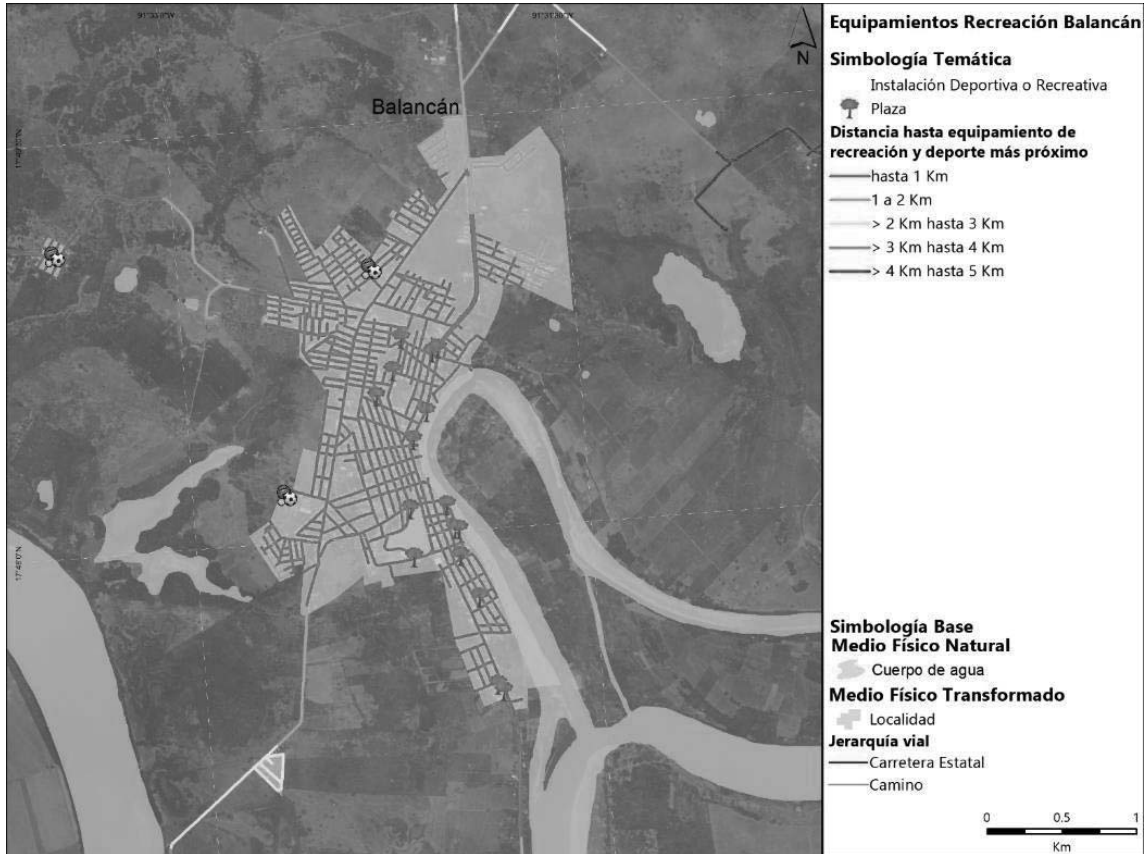 Balancán
N
Equipamientos Recreación Balancán
Simbología Temática
Instalación Deportiva o Recreativa
Plaza
Distancia hasta equipamiento de
recreación y deporte más próximo
hasta 1 Km
1 a 2 Km
> 2 Km hasta 3 Km
> 3 Km hasta 4 Km
> 4 Km hasta 5 Km
Simbología Base
Medio Físico Natural
Cuerpo de agua
Medio Físico Transformado
Localidad
Jerarquía vial
Carretera Estatal
Camino
0 0.5 1
Km